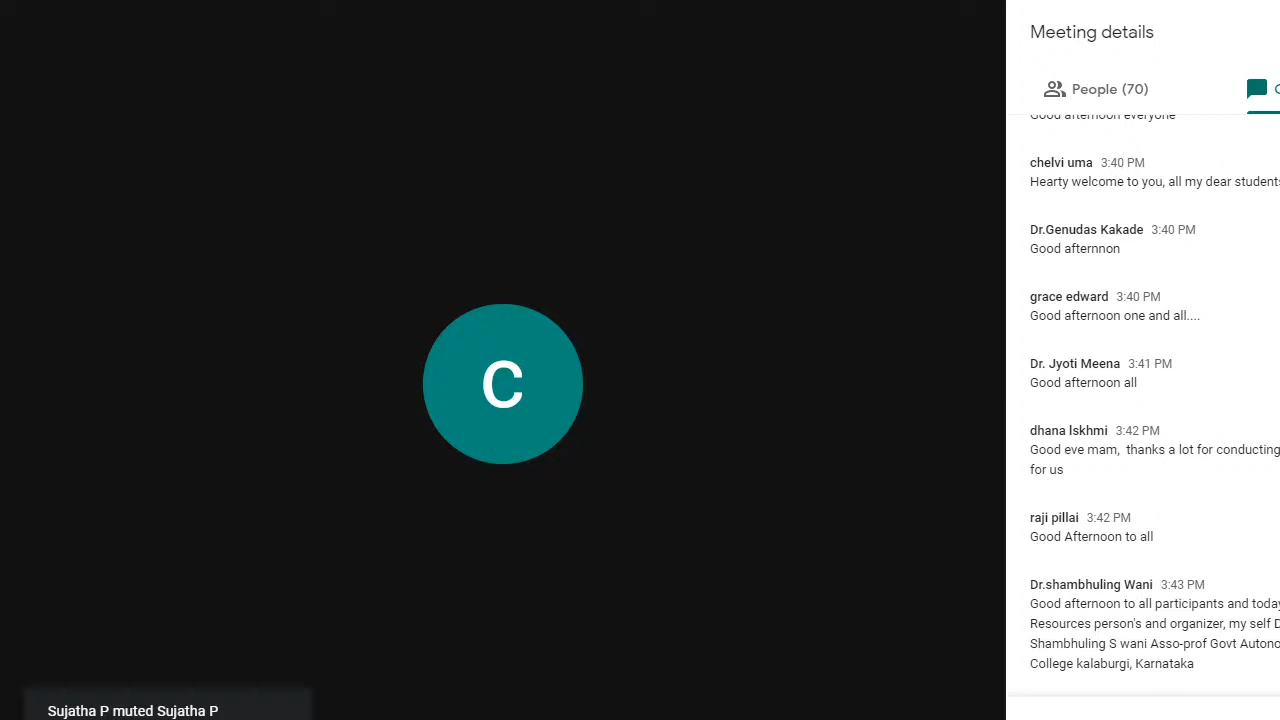 Meeting details
People (70)
Good afternoon everyone
chelvi uma 3:40 PM
Hearty welcome to you, all my dear students
Dr.Genudas Kakade 3:40 PM
Good afternnon
grace edward 3:40 PM
Good afternoon one and all....
Dr. Jyoti Meena 3:41 PM
Good afternoon all
C
dhana lskhmi 3:42 PM
Good eve mam, thanks a lot for conducting
for us
raji pillai 3:42 PM
Good Afternoon to all
Dr.shambhuling Wani 3:43 PM
Good afternoon to all participants and today
Resources person's and organizer, my self D
Shambhuling S wani Asso-prof Govt Autono
College kalaburgi, Karnataka
Sujatha P muted Sujatha P